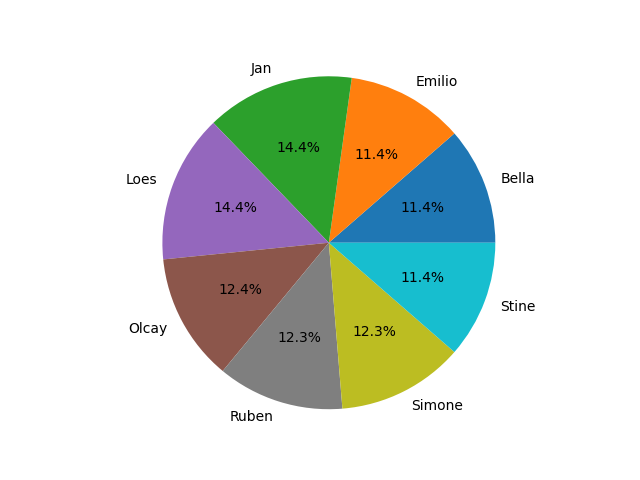 Jan
Emilio
14.4%
11.4%
Loes
Bella
14.4%
11.4%
12.4%
11.4%
Olcay
Stine
12.3%
12.3%
Ruben
Simone